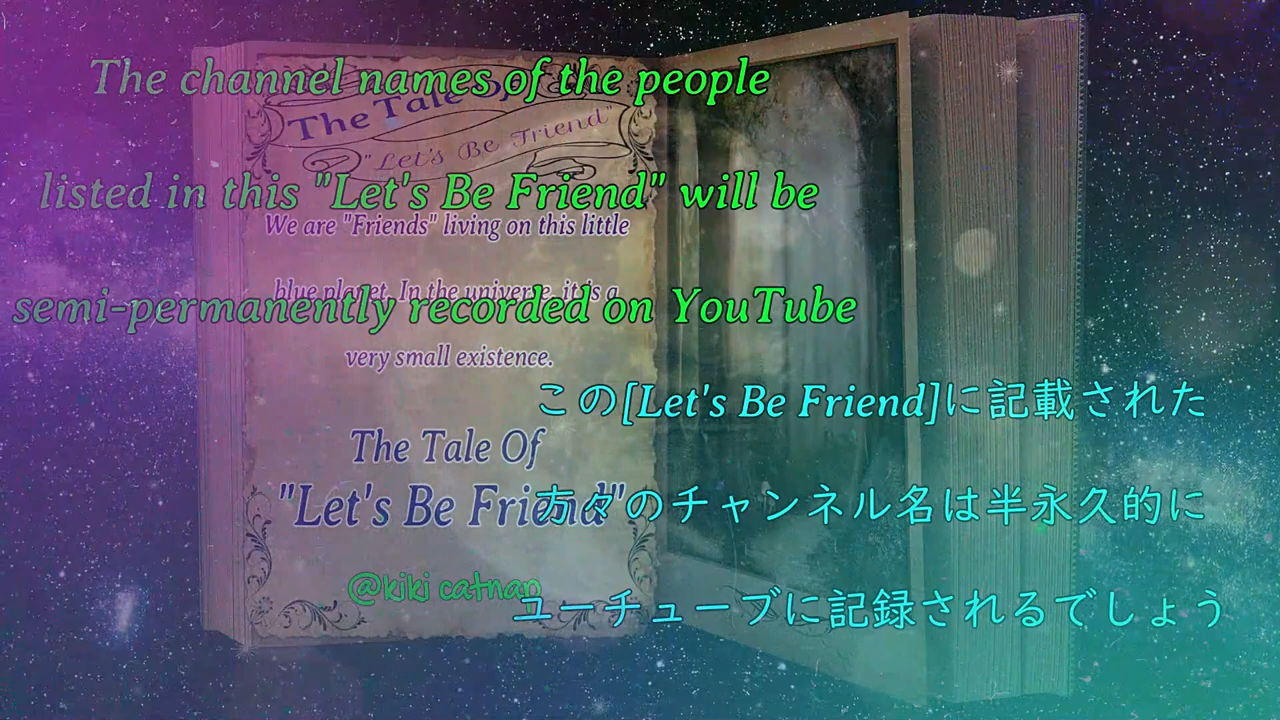 The channel names of the people
listed in this "Let's Be Friend" will be
semi-permanently recorded on YouTube
The Tale Of
"Let's Be Friend"
We are "Friends" living on this little
blue planet. In the universe, it is a
very small existence.
The Tale Of
"Let's Be Friend"
@kiki catnap
この[Let's Be Friend]に記載された
方々のチャンネル名は半永久的に
ユーチューブに記録されるでしょう